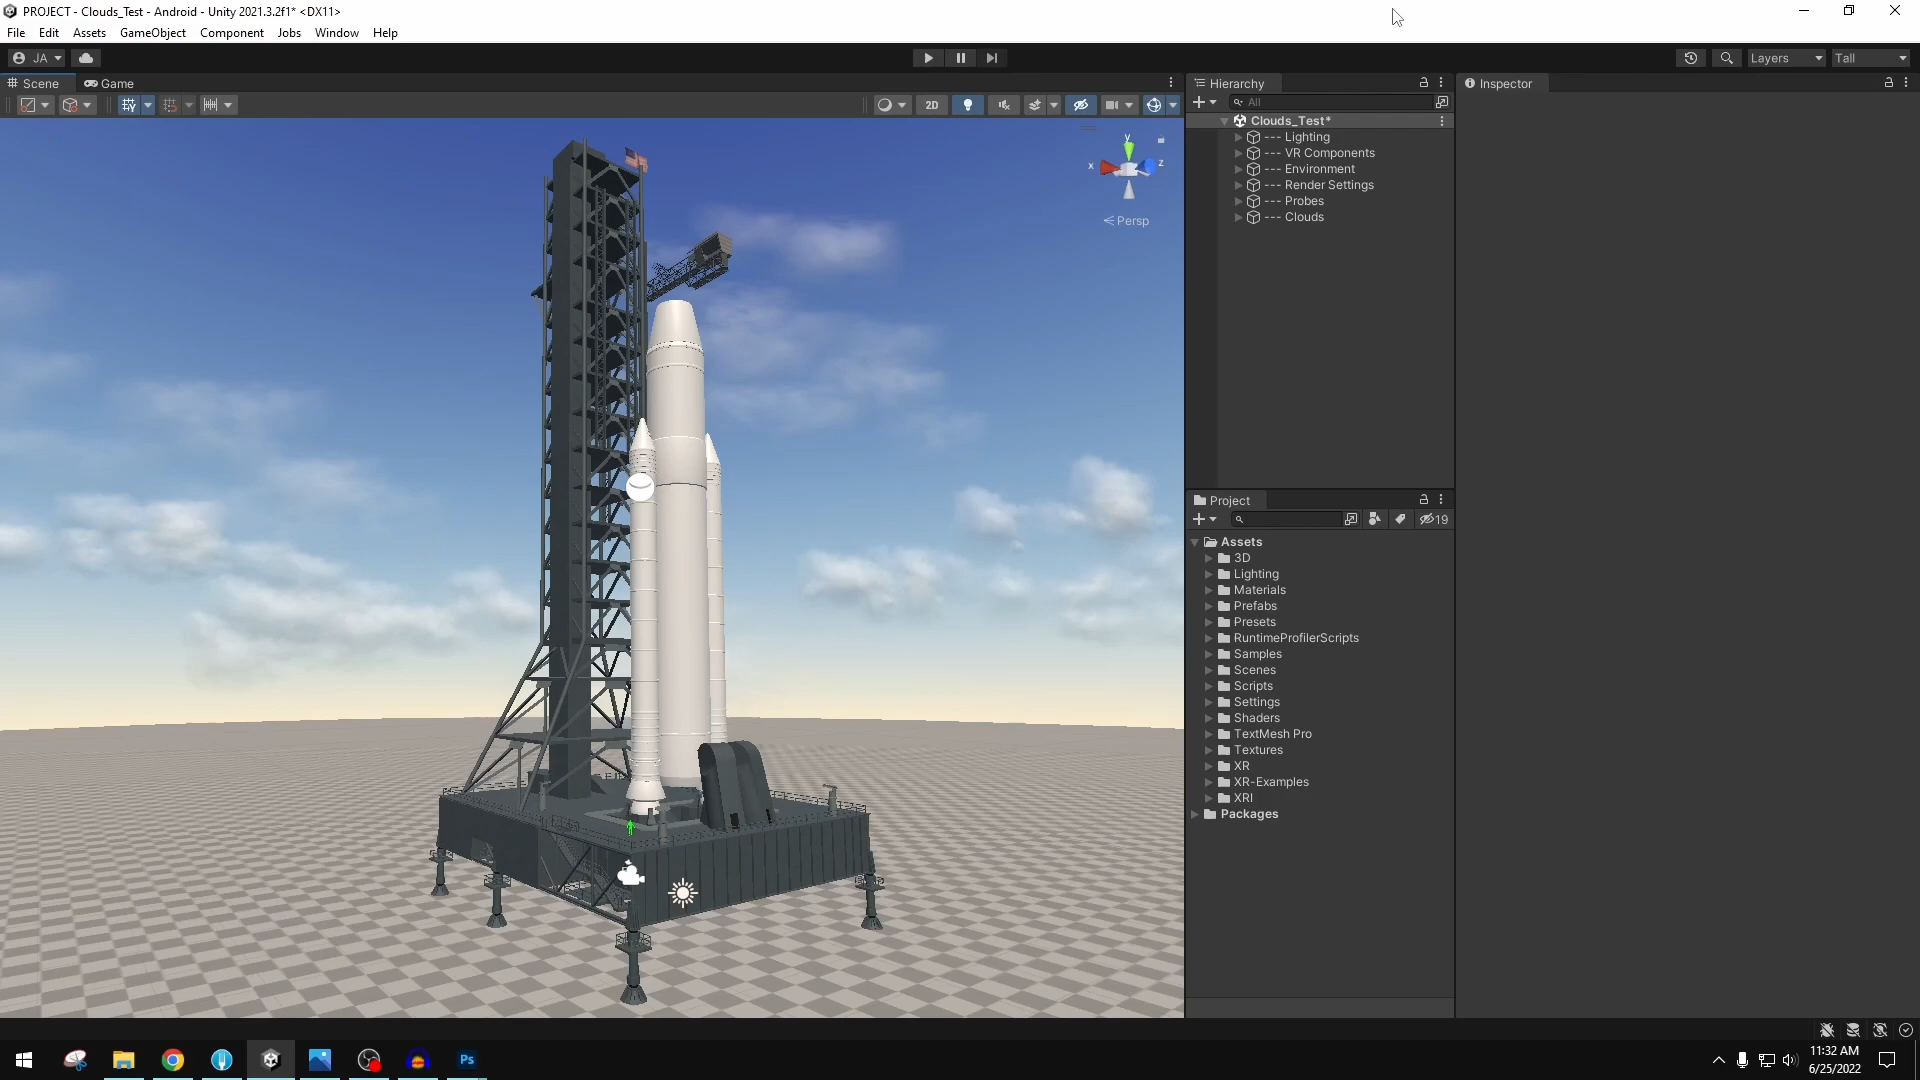 PROJECT - Clouds_Test - Android - Unity 2021.3.2f1* <DX11>
File Edit Assets GameObject Component Jobs Window Help
JA
Layers
Tall
Scene
Game
2D
y
x
z
Persp
Hierarchy
All
Clouds_Test*
--- Lighting
--- VR Components
--- Environment
--- Render Settings
--- Probes
--- Clouds
Project
19
Assets
3D
Lighting
Materials
Prefabs
Presets
RuntimeProfilerScripts
Samples
Scenes
Scripts
Settings
Shaders
TextMesh Pro
Textures
XR
XR-Examples
XRI
Packages
Inspector
Ps
11:32 AM
6/25/2022